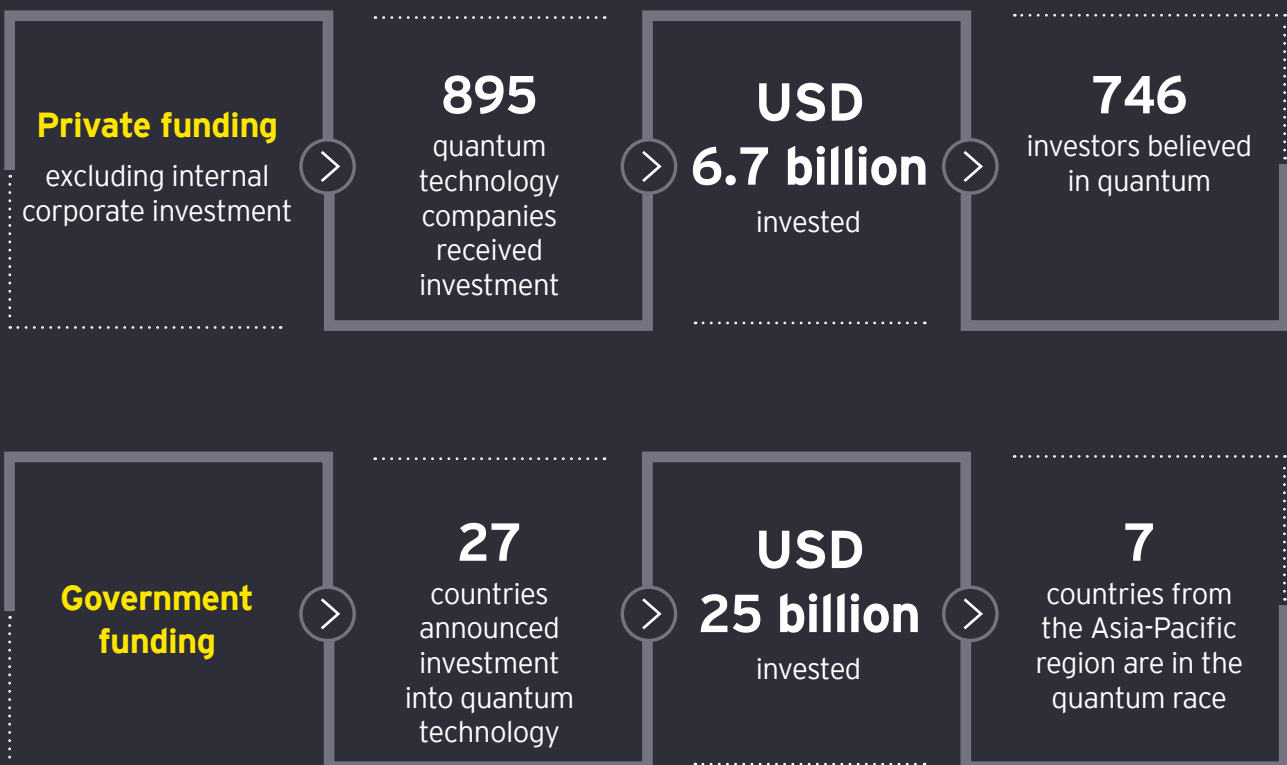 Private funding
excluding internal
corporate investment
895
quantum
technology
companies
received
investment
USD
6.7 billion
invested
746
investors believed
in quantum
Government
funding
27
countries
announced
investment
into quantum
technology
USD
25 billion
invested
7
countries from
the Asia-Pacific
region are in the
quantum race